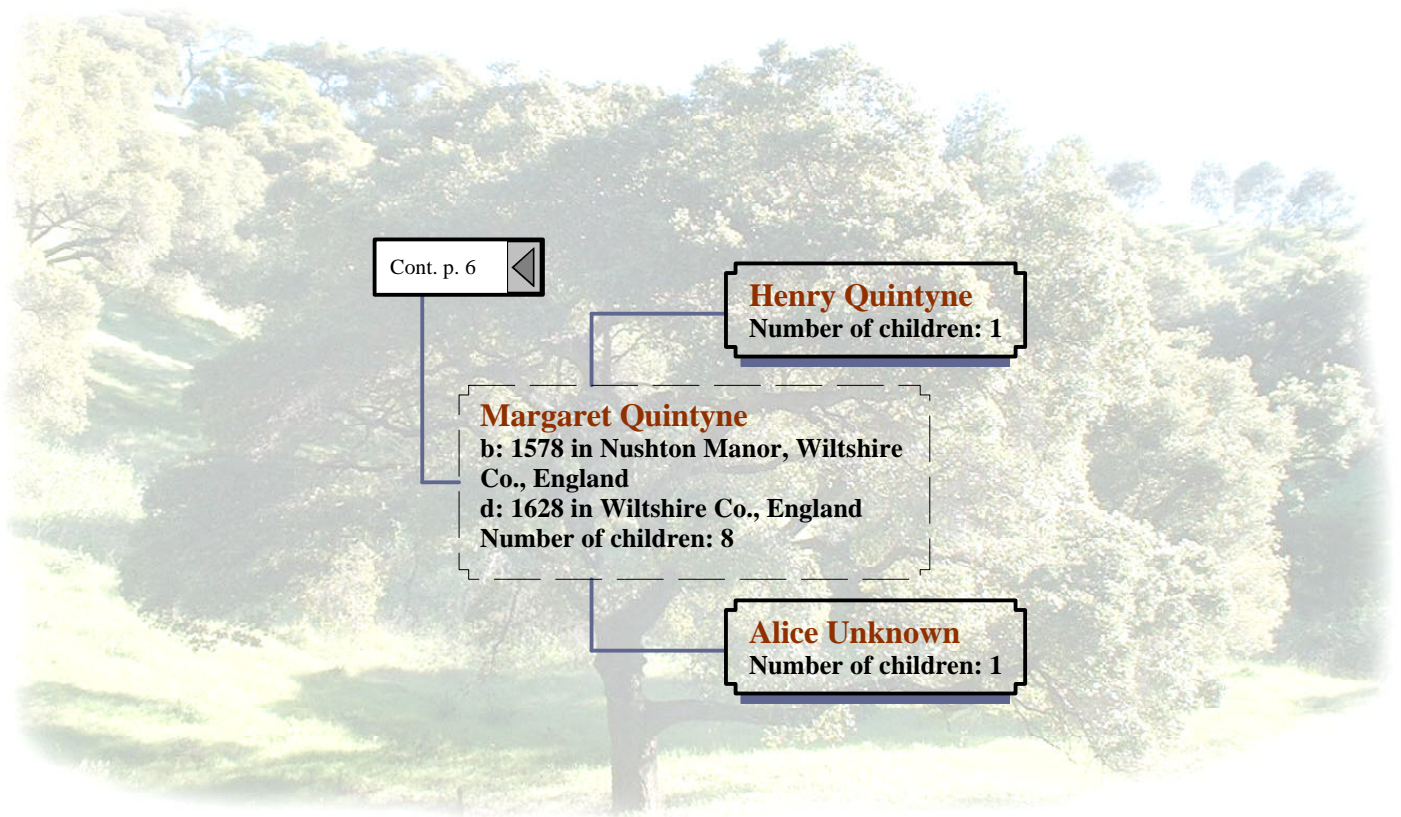 Cont. p. 6
Henry Quintyne
Number of children: 1
Margaret Quintyne
b: 1578 in Nushton Manor, Wiltshire
Co., England
d: 1628 in Wiltshire Co., England
Number of children: 8
Alice Unknown
Number of children: 1